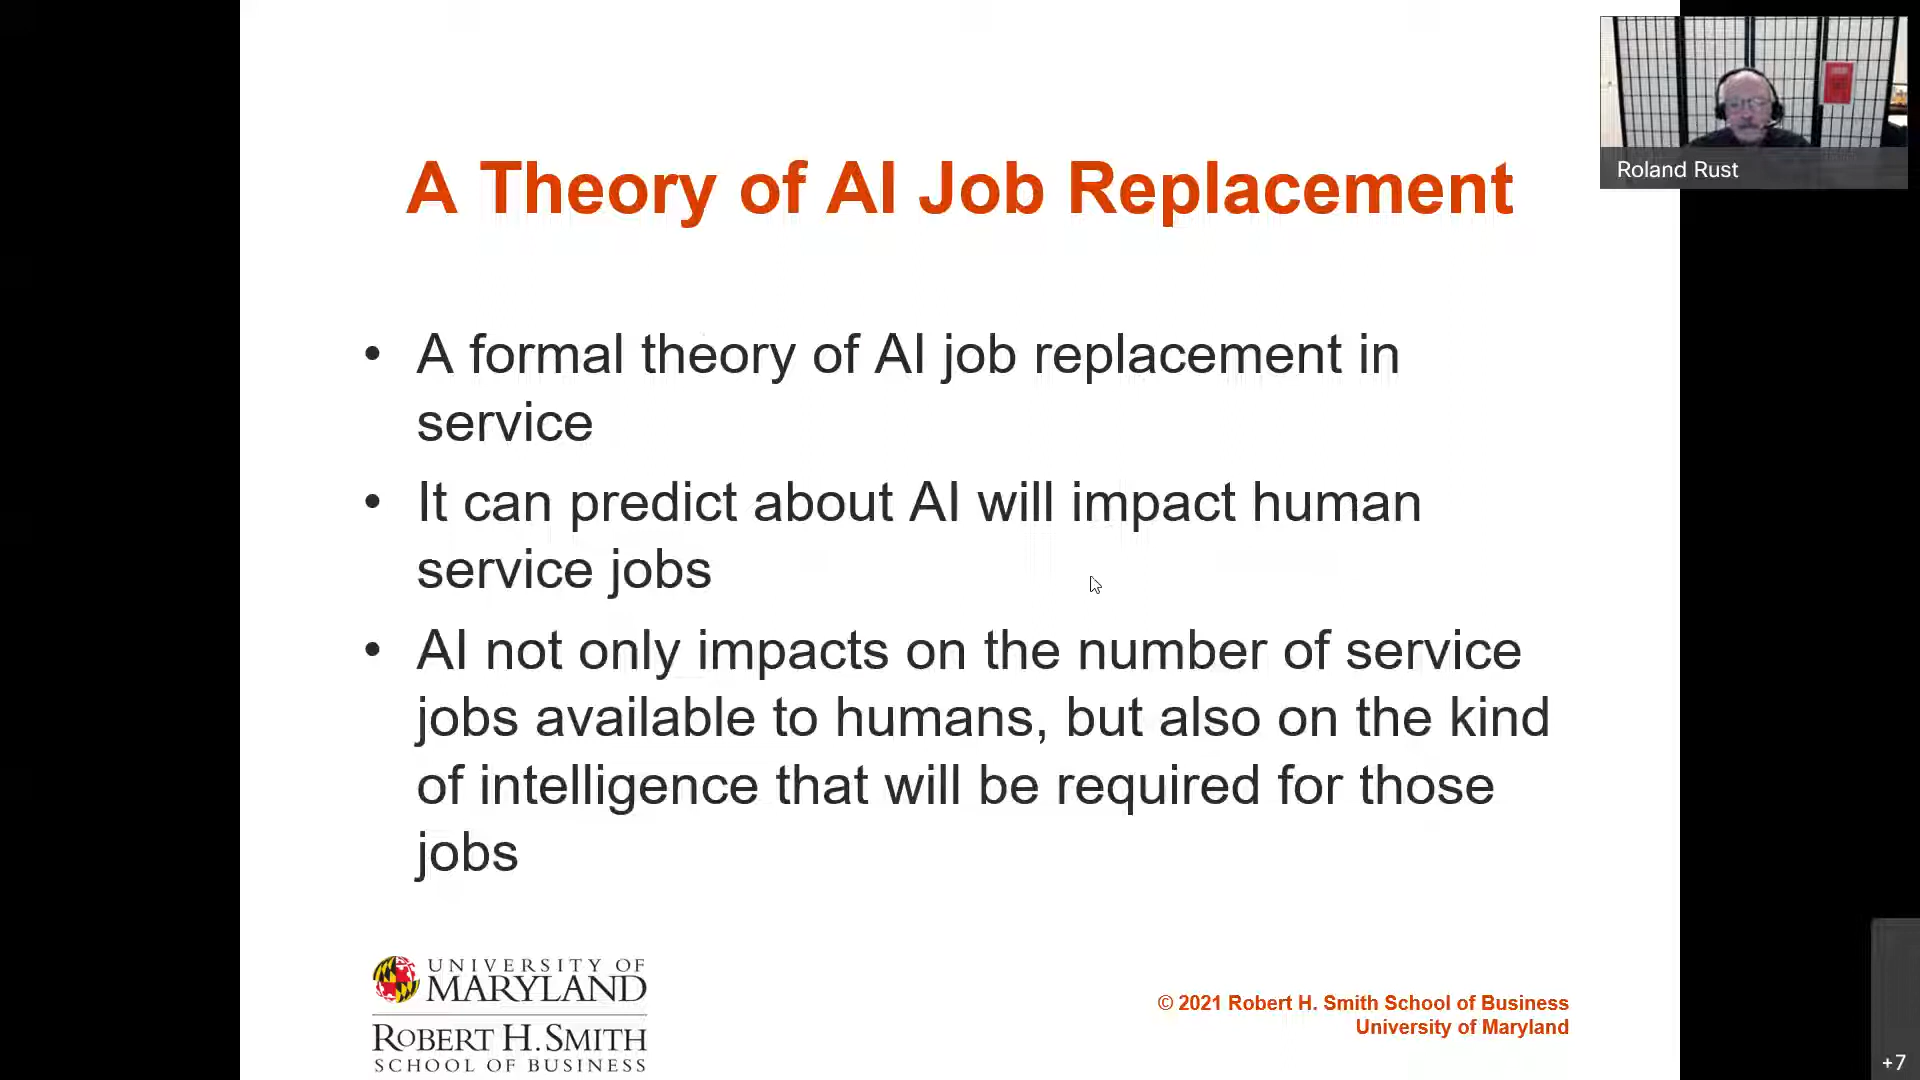 A Theory of AI Job Replacement
Roland Rust
• A formal theory of AI job replacement in
service
• It can predict about AI will impact human
service jobs
• AI not only impacts on the number of service
jobs available to humans, but also on the kind
of intelligence that will be required for those
jobs
UNIVERSITY OF
MARYLAND
ROBERT H. SMITH
SCHOOL OF BUSINESS
© 2021 Robert H. Smith School of Business
University of Maryland
+7